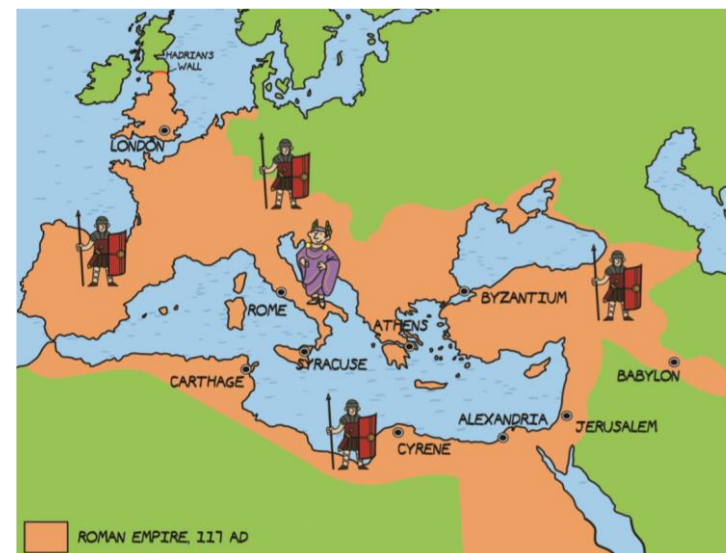 HADRIAN'S
WALL
LONDON
ROME
BYZANTIUM
ATHENS
SYRACUSE
CARTHAGE
BABYLON
ALEXANDRIA
JERUSALEM
CYRENE
ROMAN EMPIRE, 117 AD